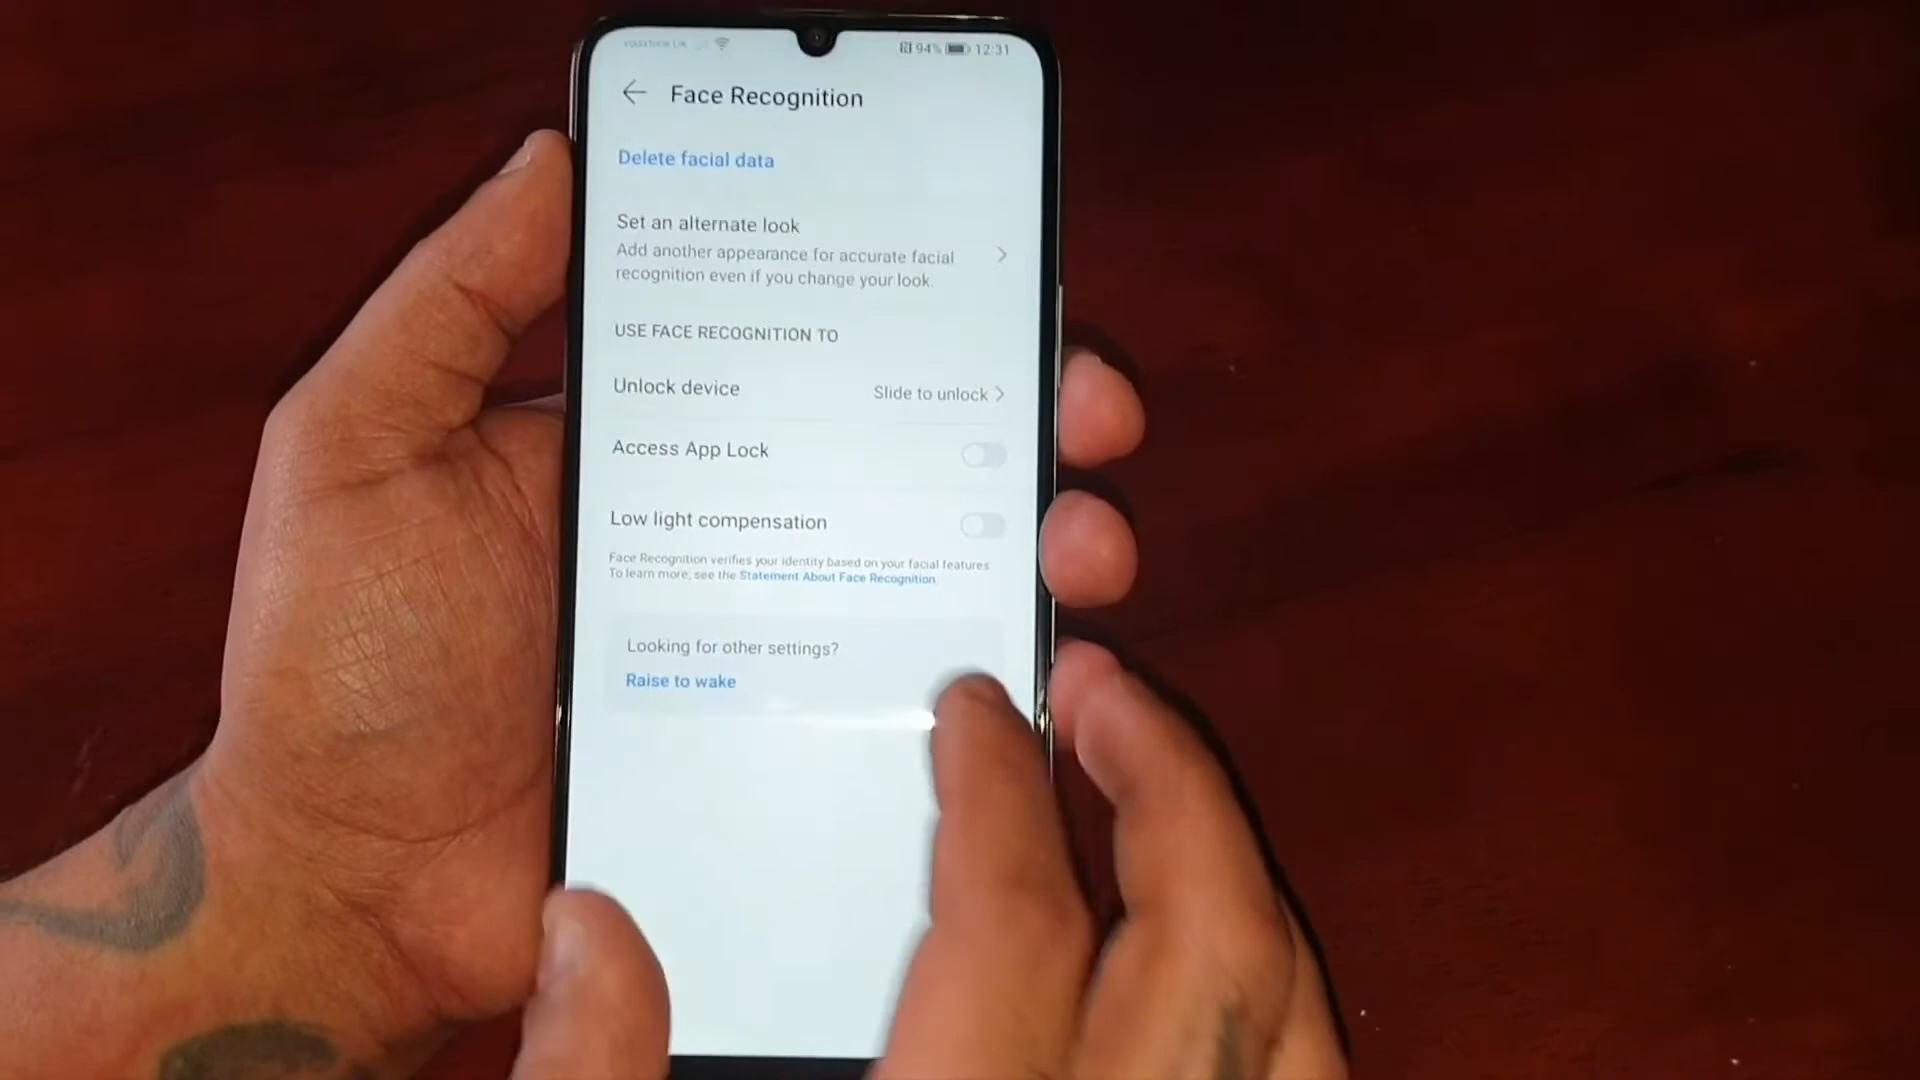 vodafone UK 94% 12:31
Face Recognition
Delete facial data
Set an alternate look
Add another appearance for accurate facial
recognition even if you change your look.
USE FACE RECOGNITION TO
Unlock device Slide to unlock
Access App Lock
Low light compensation
Face Recognition verifies your identity based on your facial features.
To learn more, see the Statement About Face Recognition.
Looking for other settings?
Raise to wake